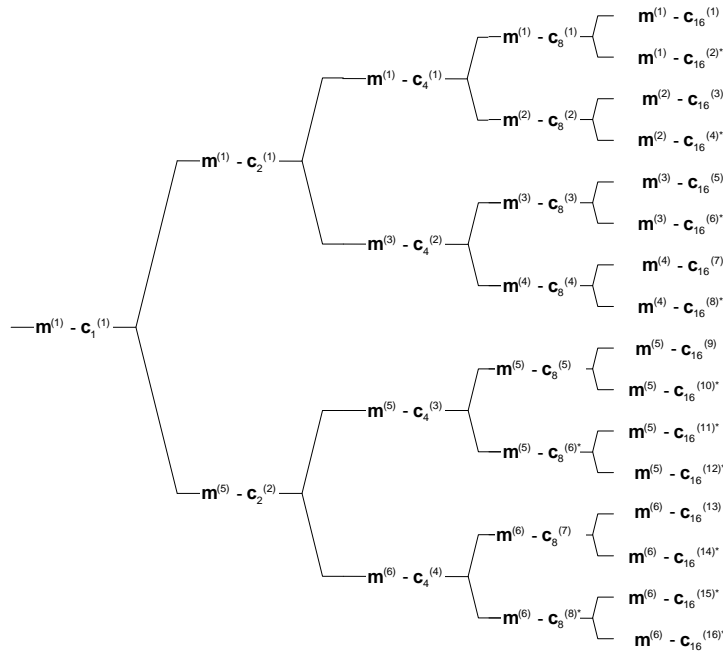 m⁽¹⁾ - c₁₆⁽¹⁾
m⁽¹⁾ - c₈⁽¹⁾
m⁽¹⁾ - c₁₆⁽²⁾*
m⁽¹⁾ - c₄⁽¹⁾
m⁽²⁾ - c₁₆⁽³⁾
m⁽²⁾ - c₈⁽²⁾
m⁽²⁾ - c₁₆⁽⁴⁾*
m⁽¹⁾ - c₂⁽¹⁾
m⁽³⁾ - c₁₆⁽⁵⁾
m⁽³⁾ - c₈⁽³⁾
m⁽³⁾ - c₁₆⁽⁶⁾*
m⁽³⁾ - c₄⁽²⁾
m⁽⁴⁾ - c₁₆⁽⁷⁾
m⁽⁴⁾ - c₈⁽⁴⁾
m⁽⁴⁾ - c₁₆⁽⁸⁾*
m⁽¹⁾ - c₁⁽¹⁾
m⁽⁵⁾ - c₁₆⁽⁹⁾
m⁽⁵⁾ - c₈⁽⁵⁾
m⁽⁵⁾ - c₁₆⁽¹⁰⁾*
m⁽⁵⁾ - c₄⁽³⁾
m⁽⁵⁾ - c₁₆⁽¹¹⁾*
m⁽⁵⁾ - c₈⁽⁶⁾*
m⁽⁵⁾ - c₁₆⁽¹²⁾*
m⁽⁵⁾ - c₂⁽²⁾
m⁽⁶⁾ - c₁₆⁽¹³⁾
m⁽⁶⁾ - c₈⁽⁷⁾
m⁽⁶⁾ - c₁₆⁽¹⁴⁾*
m⁽⁶⁾ - c₄⁽⁴⁾
m⁽⁶⁾ - c₁₆⁽¹⁵⁾*
m⁽⁶⁾ - c₈⁽⁸⁾*
m⁽⁶⁾ - c₁₆⁽¹⁶⁾*